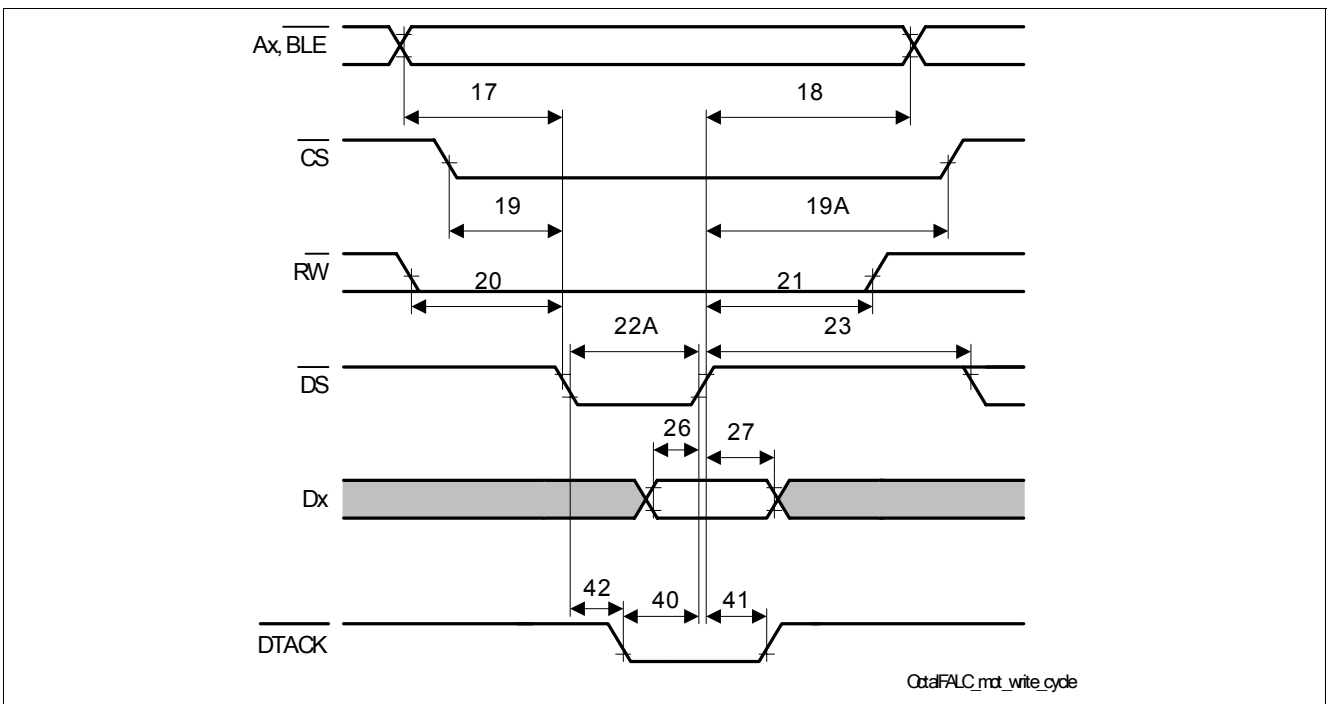 Ax, BLE
17 18
CS
19 19A
RW
20 21
22A 23
DS
26 27
Dx
42 40 41
DTACK
OctalFALC_mot_write_cycle